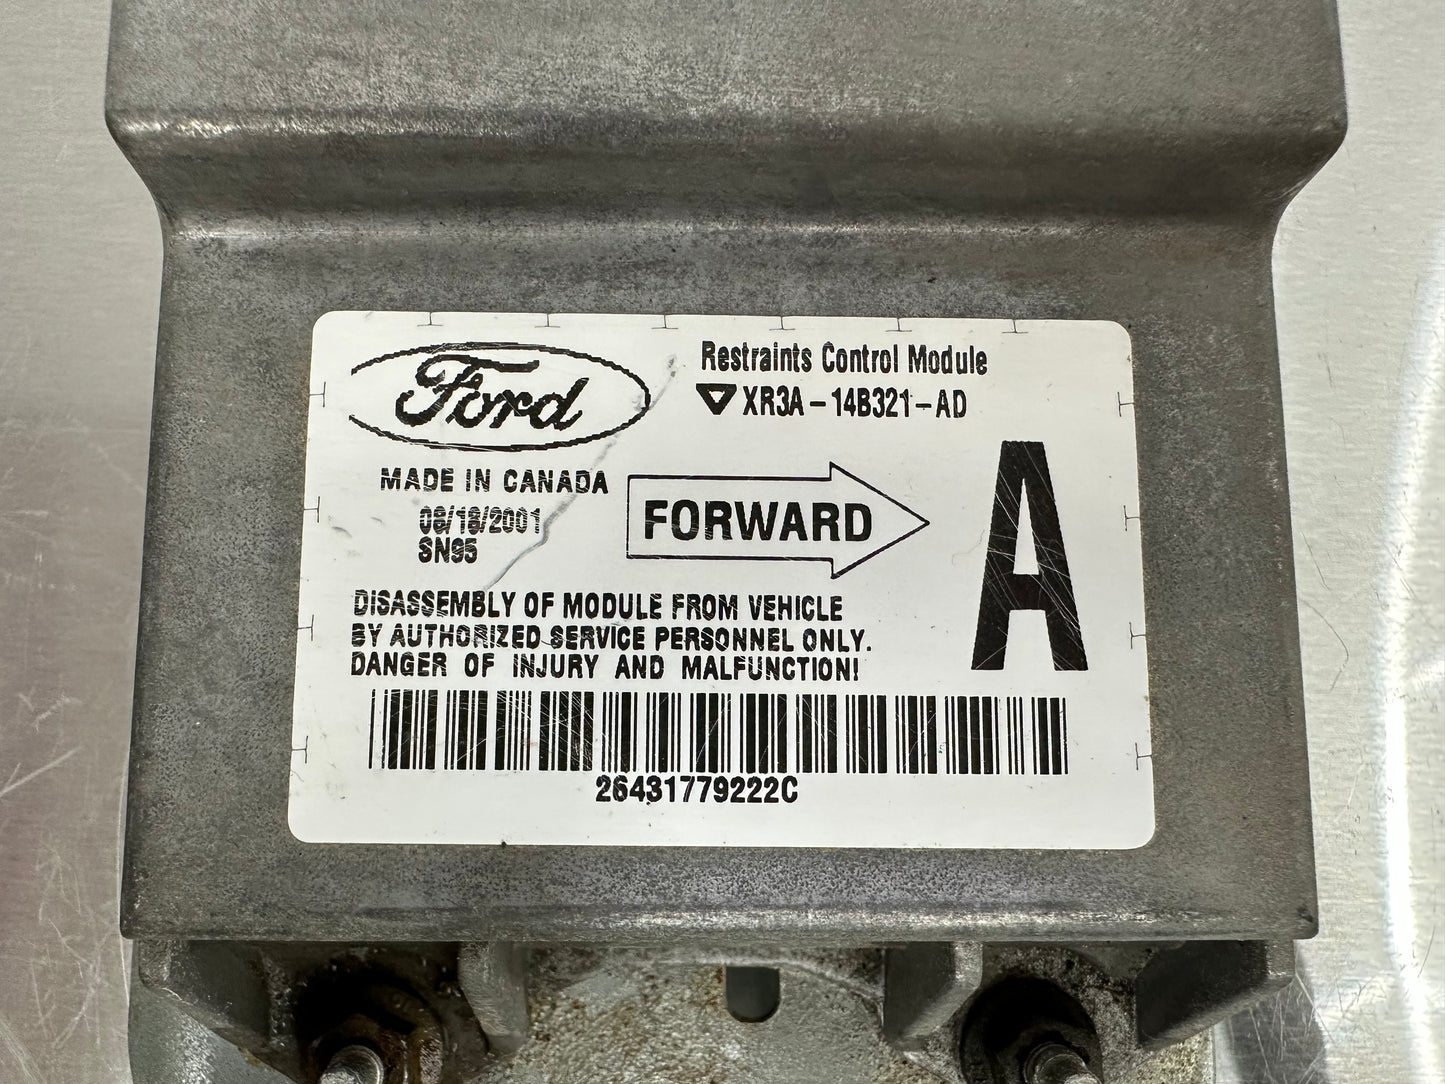 Ford
Restraints Control Module
XR3A-14B321-AD
MADE IN CANADA
08/18/2001
SN95
FORWARD
A
DISASSEMBLY OF MODULE FROM VEHICLE
BY AUTHORIZED SERVICE PERSONNEL ONLY.
DANGER OF INJURY AND MALFUNCTION!
26431779222C